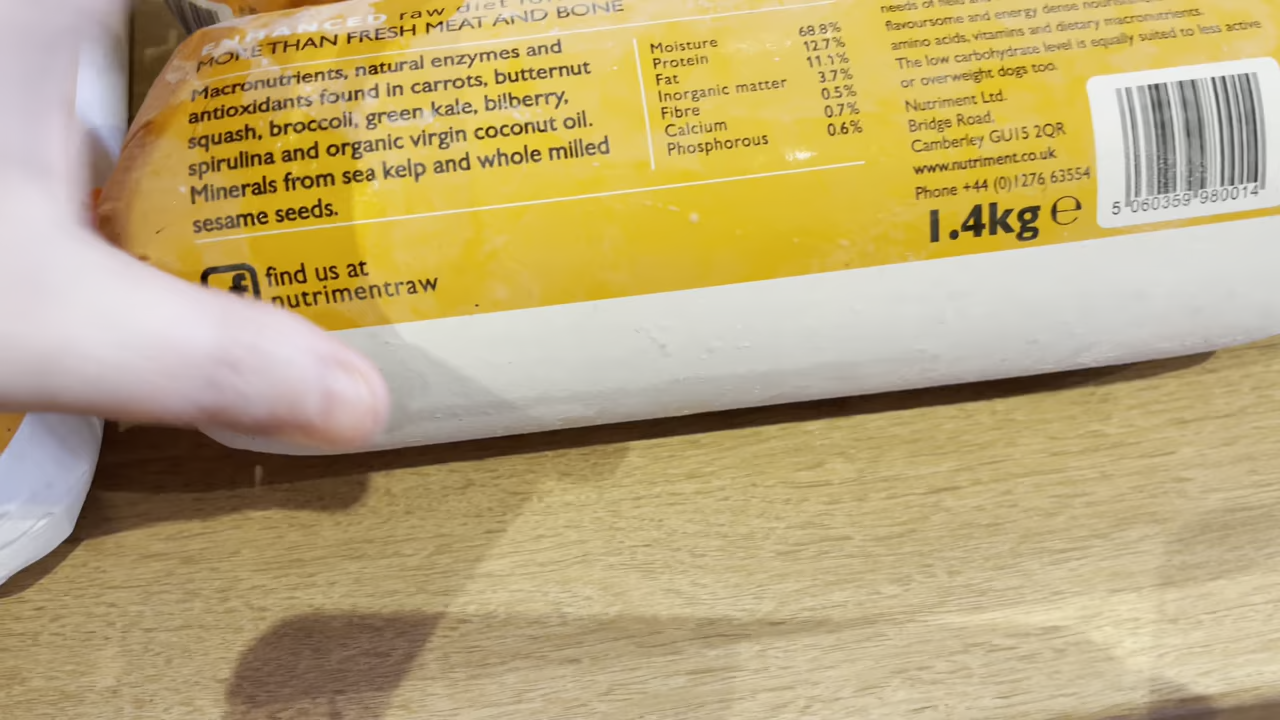 ENHANCED raw diet for
MORE THAN FRESH MEAT AND BONE
Macronutrients, natural enzymes and
antioxidants found in carrots, butternut
squash, broccoli, green kale, bilberry,
spirulina and organic virgin coconut oil.
Minerals from sea kelp and whole milled
sesame seeds.
find us at
nutrimentraw
Moisture 68.8%
Protein 12.7%
Fat 11.1%
Inorganic matter 3.7%
Fibre 0.5%
Calcium 0.7%
Phosphorous 0.6%
needs of
flavoursome and energy dense
amino acids, vitamins and dietary macronutrients.
The low carbohydrate level is equally suited to less active
or overweight dogs too.
Nutriment Ltd.
Bridge Road,
Camberley GU15 2QR
www.nutriment.co.uk
Phone +44 (0)1276 63554
1.4kg ℮
5 060359 980014